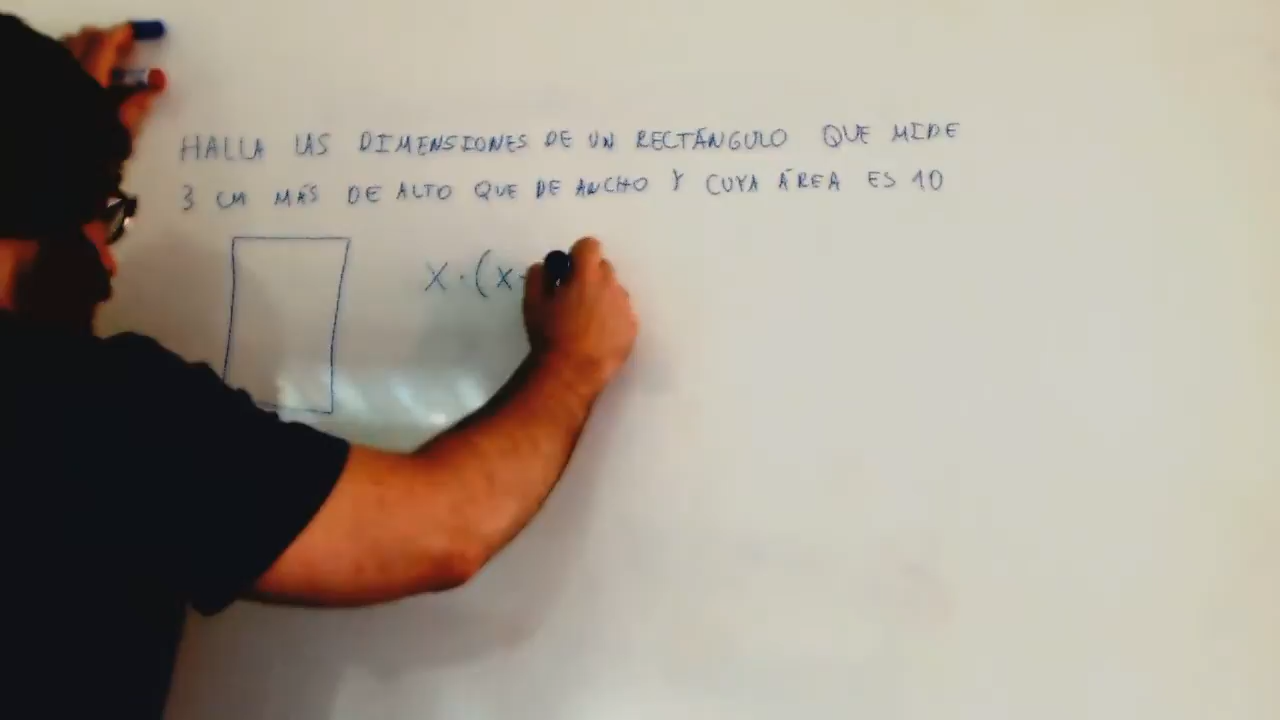 HALLA LAS DIMENSIONES DE UN RECTÁNGULO QUE MIDE
3 CM MÁS DE ALTO QUE DE ANCHO Y CUYA ÁREA ES 10
X·(X